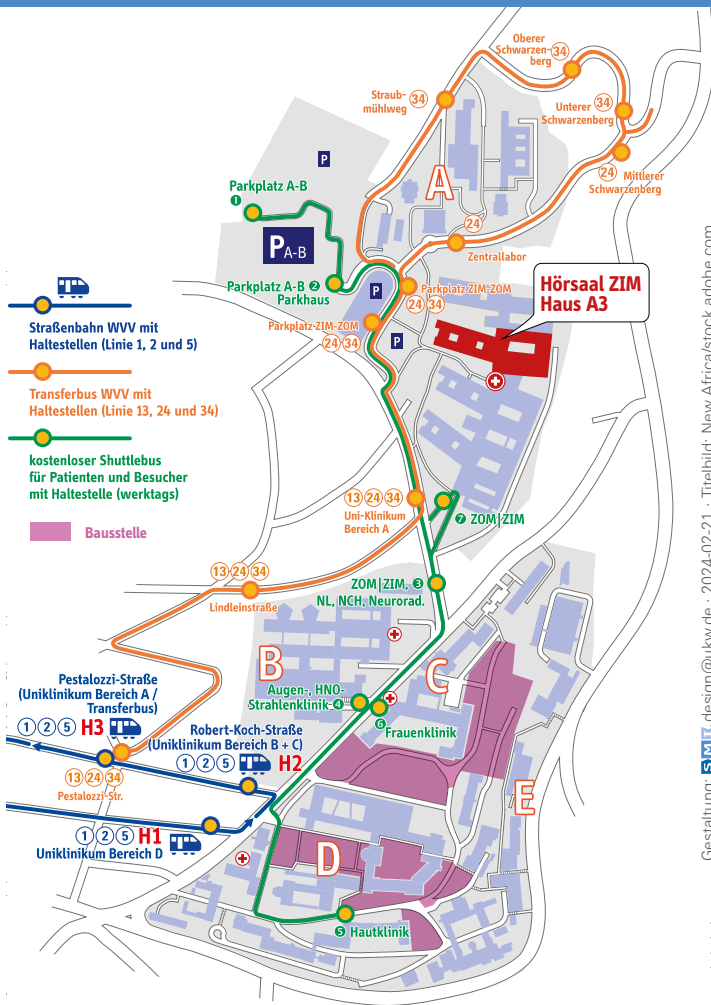 Oberer
Schwarzen-
berg
34
Straub-
mühlweg
34
Unterer
Schwarzenberg
34
24
Mittlerer
Schwarzenberg
P
A
Parkplatz A-B
1
24
Zentrallabor
P A-B
Parkplatz A-B 2
Parkhaus
P
Parkplatz ZIM-ZOM
24 34
Hörsaal ZIM
Haus A3
Parkplatz-ZIM-ZOM
24 34
P
Straßenbahn WVV mit
Haltestellen (Linie 1, 2 und 5)
Transferbus WVV mit
Haltestellen (Linie 13, 24 und 34)
kostenloser Shuttlebus
für Patienten und Besucher
mit Haltestelle (werktags)
Bausstelle
13 24 34
Uni-Klinikum
Bereich A
7 ZOM|ZIM
13 24 34
Lindleinstraße
ZOM|ZIM, 3
NL, NCH, Neurorad.
B
C
Augen-, HNO-
Strahlenklinik 4
6
Frauenklinik
Pestalozzi-Straße
(Uniklinikum Bereich A /
Transferbus)
1 2 5 H3
13 24 34
Pestalozzi-Str.
Robert-Koch-Straße
(Uniklinikum Bereich B + C)
1 2 5 H2
E
1 2 5 H1
Uniklinikum Bereich D
D
5 Hautklinik
Gestaltung: SMI design@ukw.de · 2024-02-21 · Titelbild: New Africa/stock.adobe.com